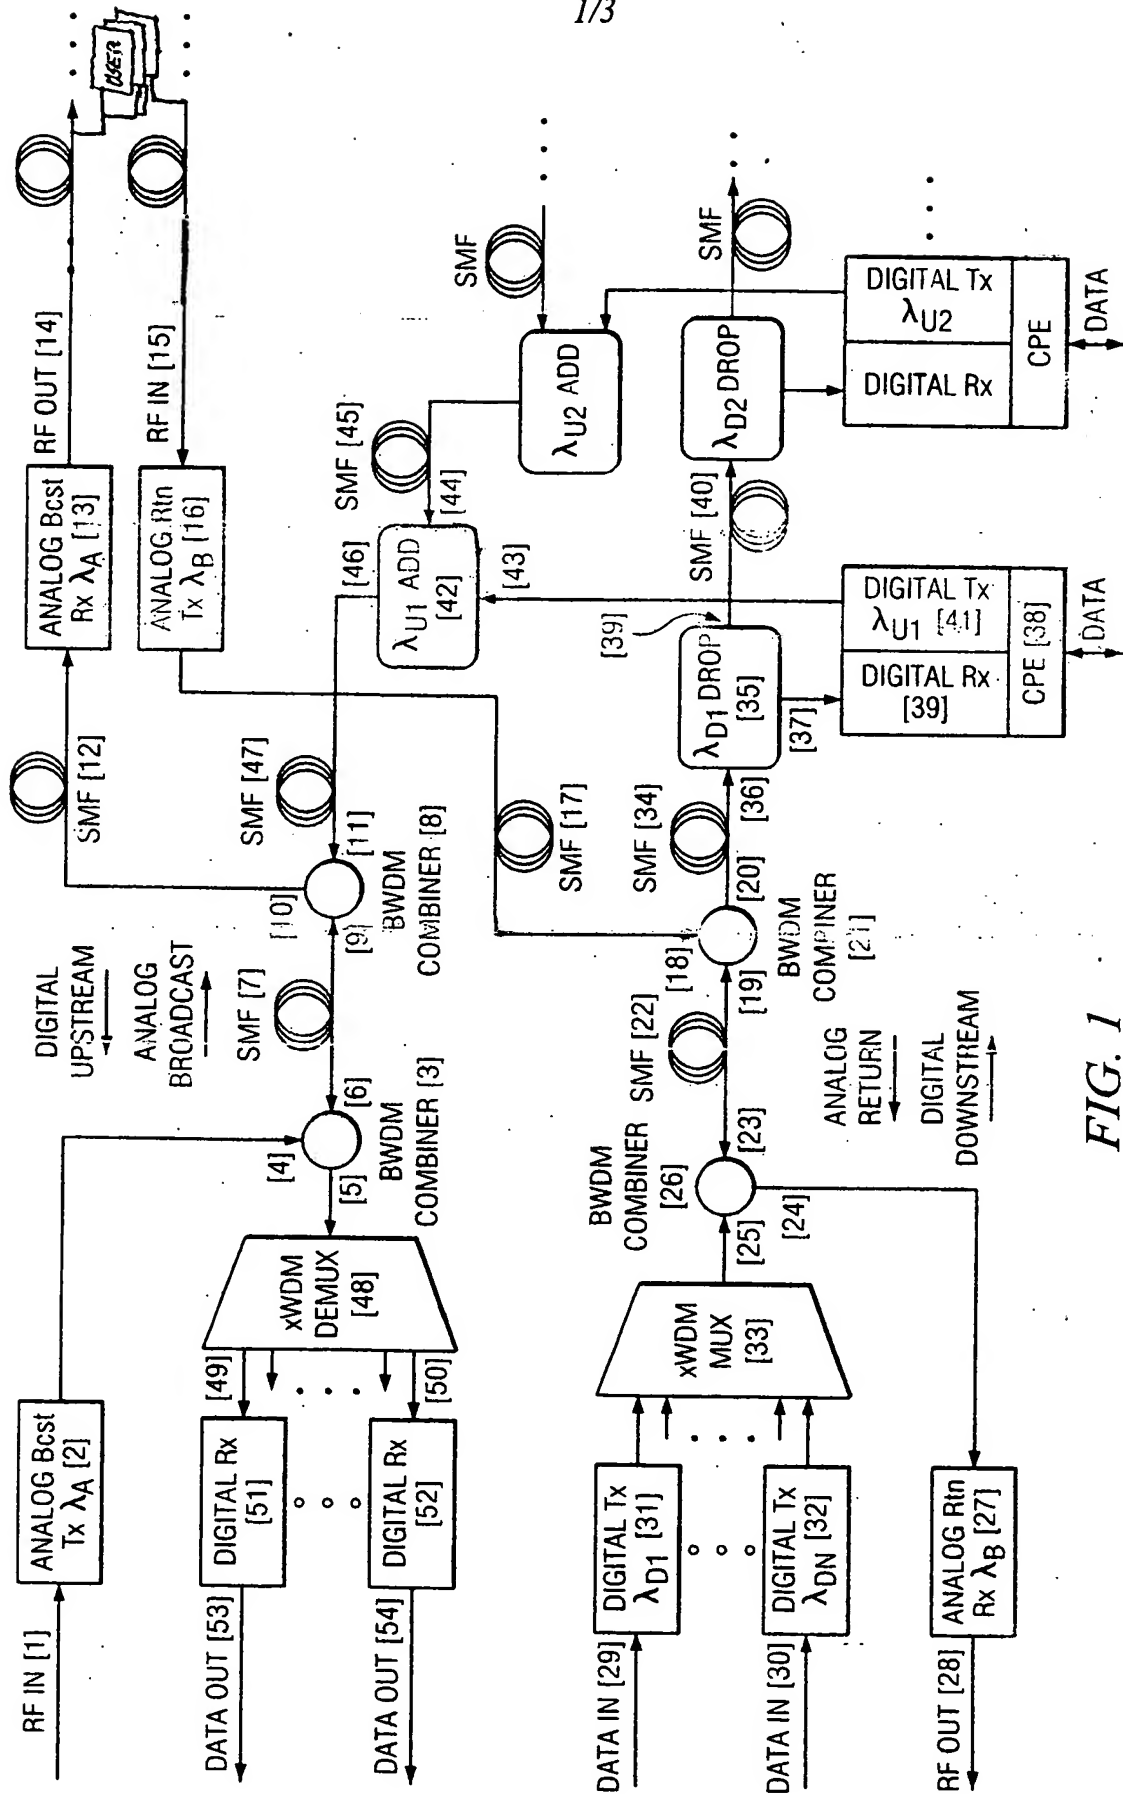 1/3
RF IN [1]
ANALOG Bcst
Tx λA [2]
[4]
DIGITAL
UPSTREAM
ANALOG
BROADCAST
SMF [7]
[5]
[6]
BWDM
COMBINER [3]
[9]
[10]
[11]
BWDM
COMBINER [8]
SMF [12]
ANALOG Bcst
Rx λA [13]
RF OUT [14]
USER
RF IN [15]
ANALOG Rtn
Tx λB [16]
SMF [47]
[46]
λU1 ADD
[42]
[44]
[43]
SMF [45]
λU2 ADD
SMF
xWDM
DEMUX
[48]
[49]
[50]
DIGITAL Rx
[51]
DIGITAL Rx
[52]
DATA OUT [53]
DATA OUT [54]
SMF [17]
DATA IN [29]
DATA IN [30]
DIGITAL Tx
λD1 [31]
DIGITAL Tx
λDN [32]
xWDM
MUX
[33]
[25]
[24]
[23]
BWDM
COMBINER
[26]
SMF [22]
[18]
[19]
[20]
BWDM
COMPINER
[21]
SMF [34]
[36]
λD1 DROP
[35]
[37]
[39]
SMF [40]
λD2 DROP
SMF
DIGITAL Rx
[39]
DIGITAL Tx
λU1 [41]
CPE [38]
DATA
DIGITAL Rx
DIGITAL Tx
λU2
CPE
DATA
ANALOG
RETURN
DIGITAL
DOWNSTREAM
ANALOG Rtn
Rx λB [27]
RF OUT [28]
FIG. 1